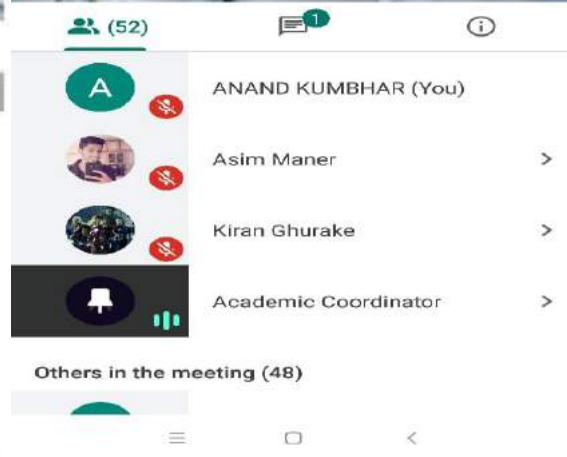 (52)
1
A
ANAND KUMBHAR (You)
Asim Maner
Kiran Ghurake
Academic Coordinator
Others in the meeting (48)